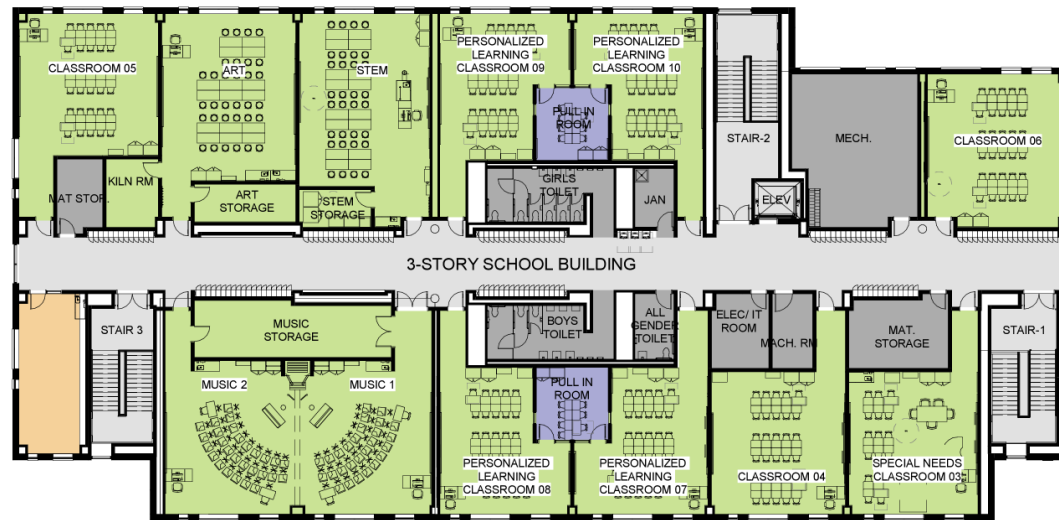 PERSONALIZED
LEARNING
CLASSROOM 09
PERSONALIZED
LEARNING
CLASSROOM 10
CLASSROOM 05
ART
STEM
PULL IN
ROOM
STAIR-2
MECH.
CLASSROOM 06
MAT STOR.
KILN RM
ART
STORAGE
STEM
STORAGE
GIRLS
TOILET
JAN
ELEV
3-STORY SCHOOL BUILDING
STAIR 3
MUSIC
STORAGE
BOYS
TOILET
ALL
GENDER
TOILET
ELEC/ IT
ROOM
MACH. RM
MAT.
STORAGE
STAIR-1
MUSIC 2
MUSIC 1
PULL IN
ROOM
PERSONALIZED
LEARNING
CLASSROOM 08
PERSONALIZED
LEARNING
CLASSROOM 07
CLASSROOM 04
SPECIAL NEEDS
CLASSROOM 03